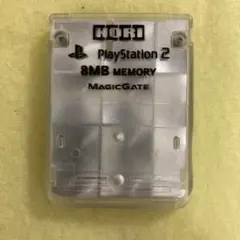 HORI
PlayStation 2
8MB MEMORY
MAGICGATE